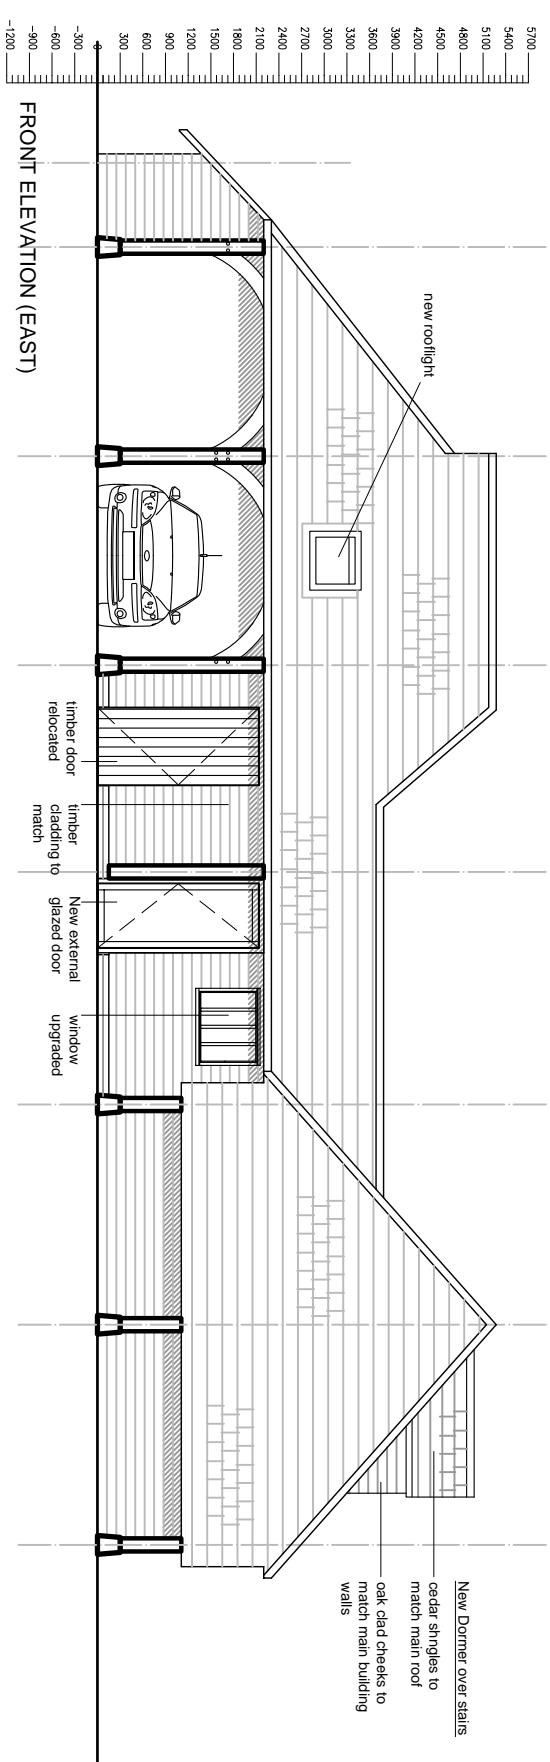 5700
5400
5100
4800
4500
4200
3900
3600
3300
3000
2700
2400
2100
1800
1500
1200
900
600
300
0
-300
-600
-900
-1200
new rooflight
New Dormer over stairs
cedar shngles to
match main roof
oak clad cheeks to
match main building
walls
timber door
relocated
timber
cladding to
match
New external
glazed door
window
upgraded
FRONT ELEVATION (EAST)